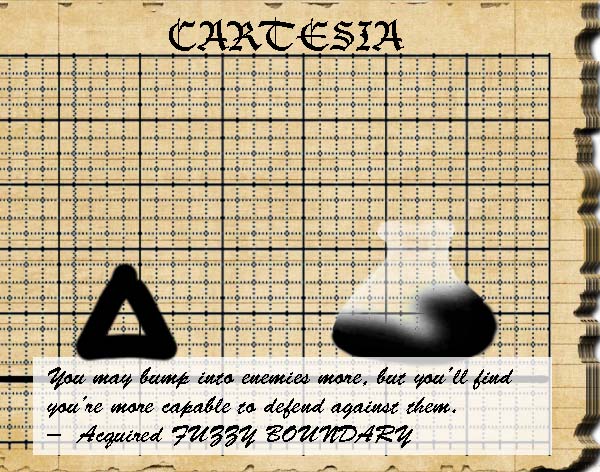 CARTESIA
You may bump into enemies more, but you'll find
you're more capable to defend against them.
– Acquired FUZZY BOUNDARY